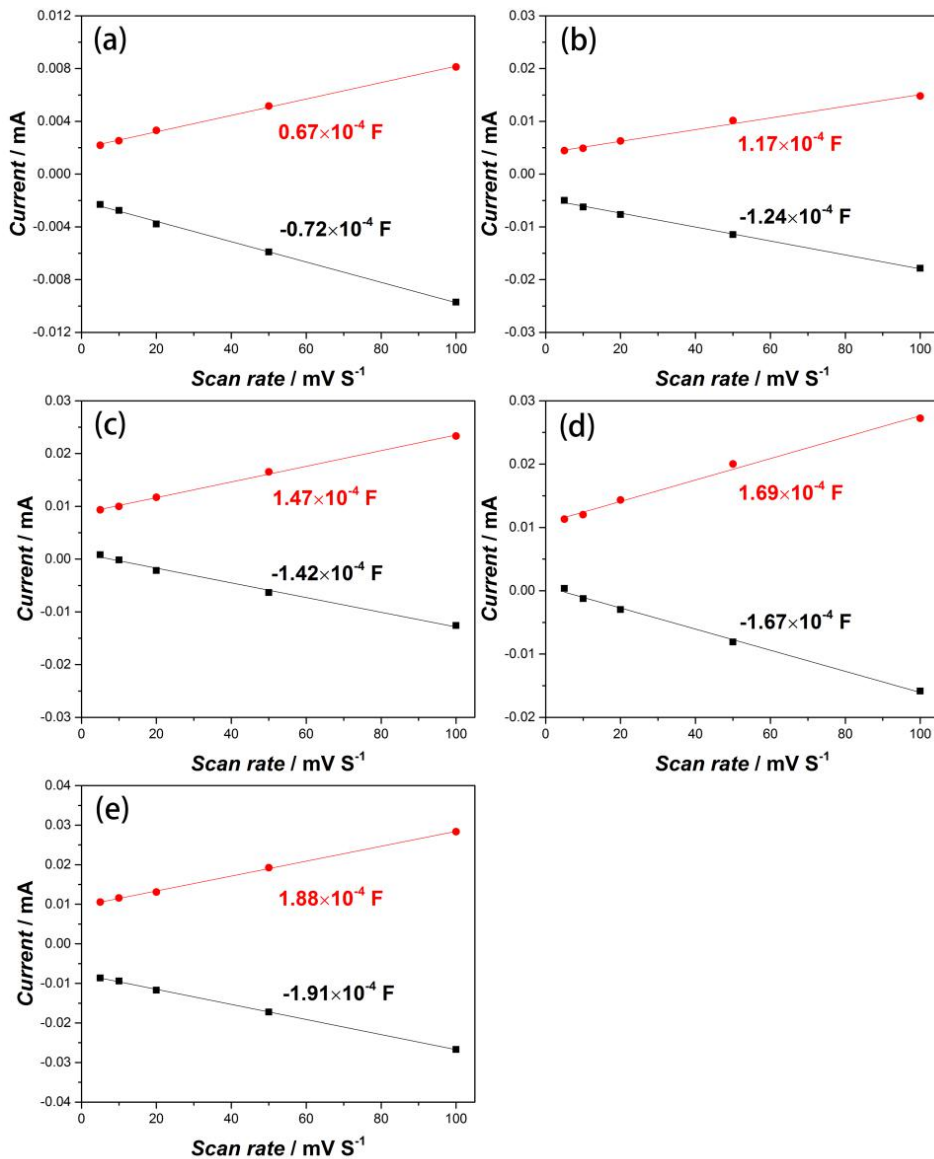 (a)
0.012
0.008
0.004
0.000
-0.004
-0.008
-0.012
Current / mA
0.67×10⁻⁴ F
-0.72×10⁻⁴ F
0 20 40 60 80 100
Scan rate / mV S⁻¹
(b)
0.03
0.02
0.01
0.00
-0.01
-0.02
-0.03
Current / mA
1.17×10⁻⁴ F
-1.24×10⁻⁴ F
0 20 40 60 80 100
Scan rate / mV S⁻¹
(c)
0.03
0.02
0.01
0.00
-0.01
-0.02
-0.03
Current / mA
1.47×10⁻⁴ F
-1.42×10⁻⁴ F
0 20 40 60 80 100
Scan rate / mV S⁻¹
(d)
0.03
0.02
0.01
0.00
-0.01
-0.02
Current / mA
1.69×10⁻⁴ F
-1.67×10⁻⁴ F
0 20 40 60 80 100
Scan rate / mV S⁻¹
(e)
0.04
0.03
0.02
0.01
0.00
-0.01
-0.02
-0.03
-0.04
Current / mA
1.88×10⁻⁴ F
-1.91×10⁻⁴ F
0 20 40 60 80 100
Scan rate / mV S⁻¹